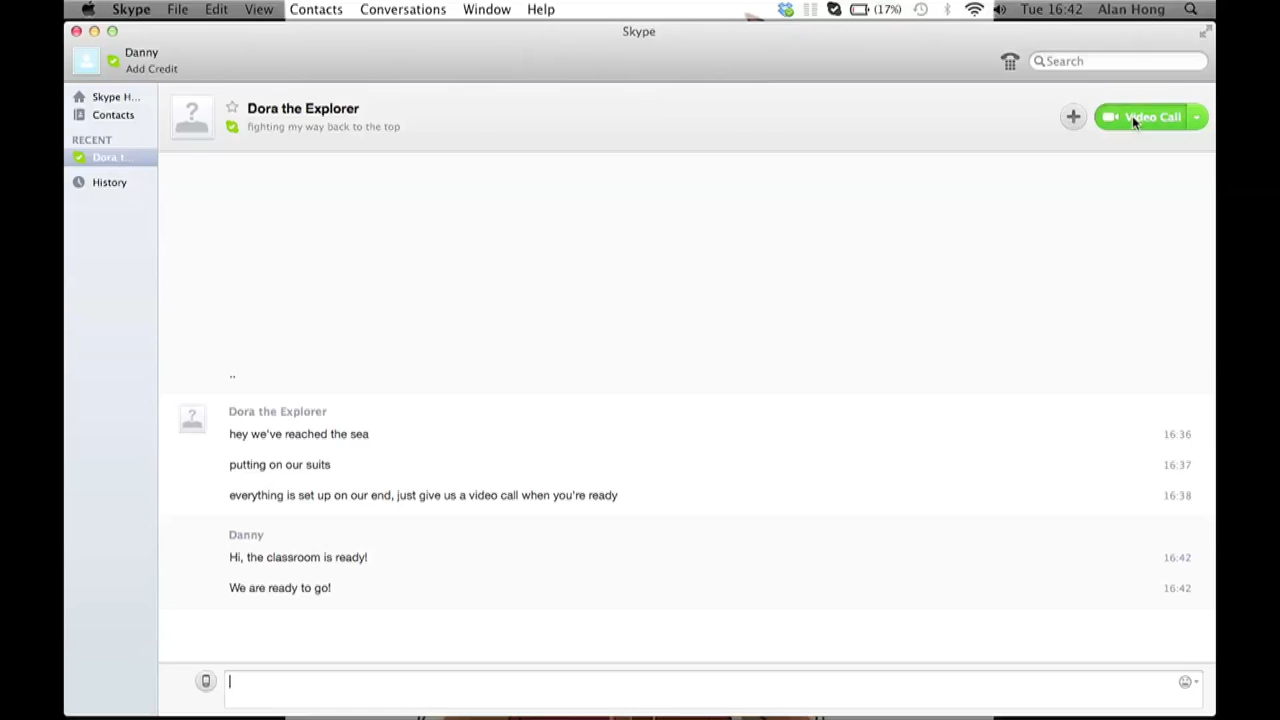 Skype File Edit View Contacts Conversations Window Help (17%) Tue 16:42 Alan Hong
Skype
Danny
Add Credit
Search
Skype H...
Contacts
RECENT
Dora t...
History
Dora the Explorer
fighting my way back to the top
Video Call
..
Dora the Explorer
hey we've reached the sea 16:36
putting on our suits 16:37
everything is set up on our end, just give us a video call when you're ready 16:38
Danny
Hi, the classroom is ready! 16:42
We are ready to go! 16:42